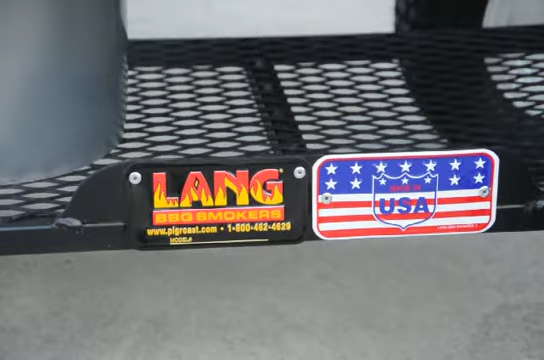 LANG
BBQ SMOKERS
www.pigroast.com • 1-800-462-4629
MODEL#
MADE IN
USA